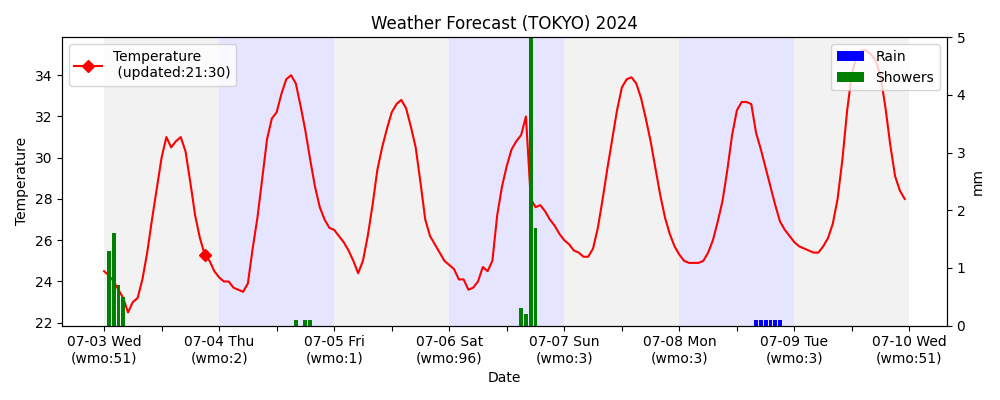 Weather Forecast (TOKYO) 2024
Temperature
(updated:21:30)
Rain
Showers
Temperature
34
32
30
28
26
24
22
5
4
3
2
1
0
mm
07-03 Wed
(wmo:51)
07-04 Thu
(wmo:2)
07-05 Fri
(wmo:1)
07-06 Sat
(wmo:96)
07-07 Sun
(wmo:3)
07-08 Mon
(wmo:3)
07-09 Tue
(wmo:3)
07-10 Wed
(wmo:51)
Date